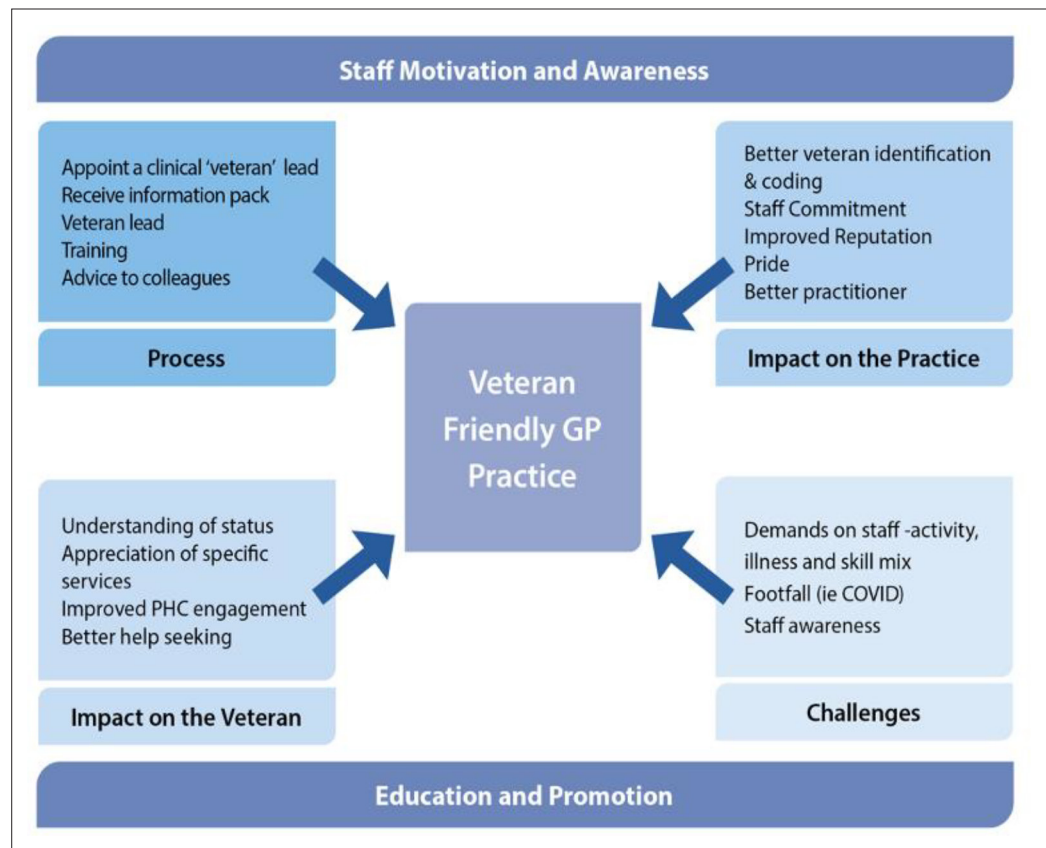 Staff Motivation and Awareness
Appoint a clinical 'veteran' lead
Receive information pack
Veteran lead
Training
Advice to colleagues
Process
Better veteran identification
& coding
Staff Commitment
Improved Reputation
Pride
Better practitioner
Impact on the Practice
Veteran
Friendly GP
Practice
Understanding of status
Appreciation of specific
services
Improved PHC engagement
Better help seeking
Impact on the Veteran
Demands on staff -activity,
illness and skill mix
Footfall (ie COVID)
Staff awareness
Challenges
Education and Promotion